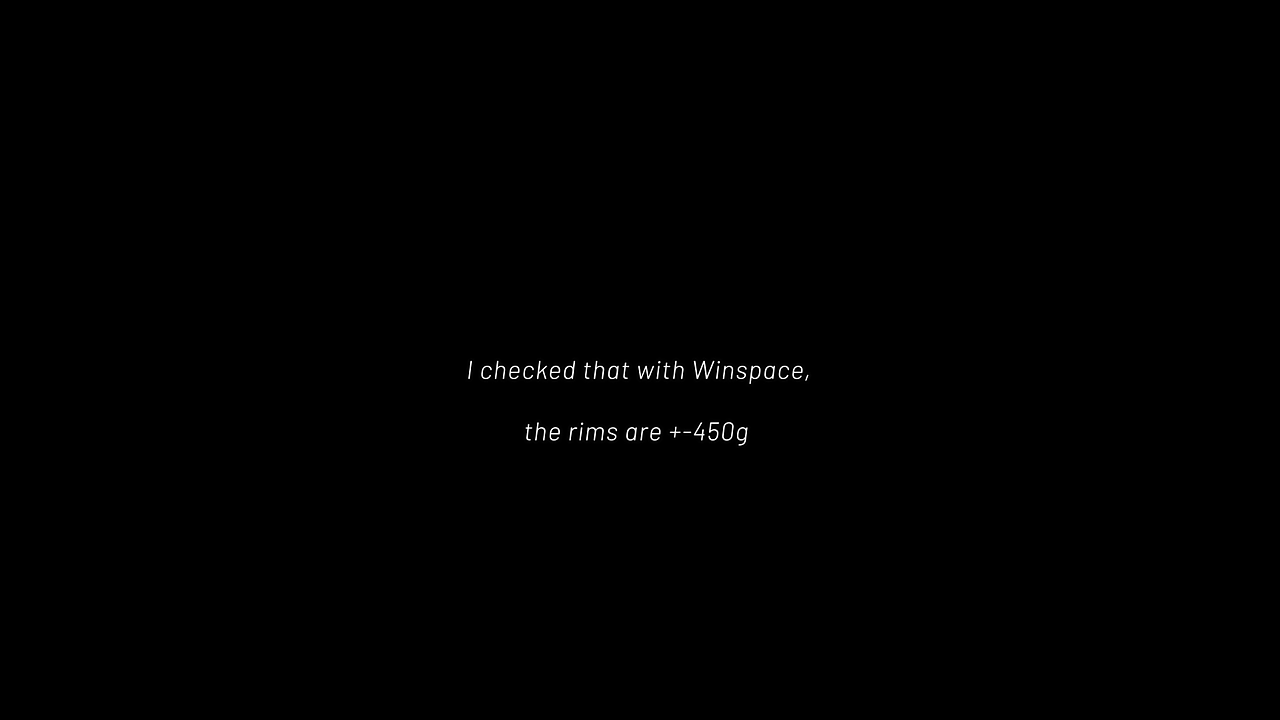 I checked that with Winspace,
the rims are +-450g